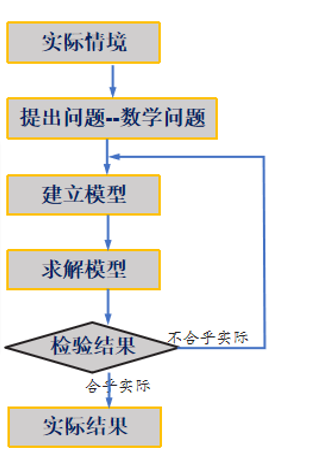 实际情境
提出问题--数学问题
建立模型
求解模型
检验结果
不合乎实际
合乎实际
实际结果